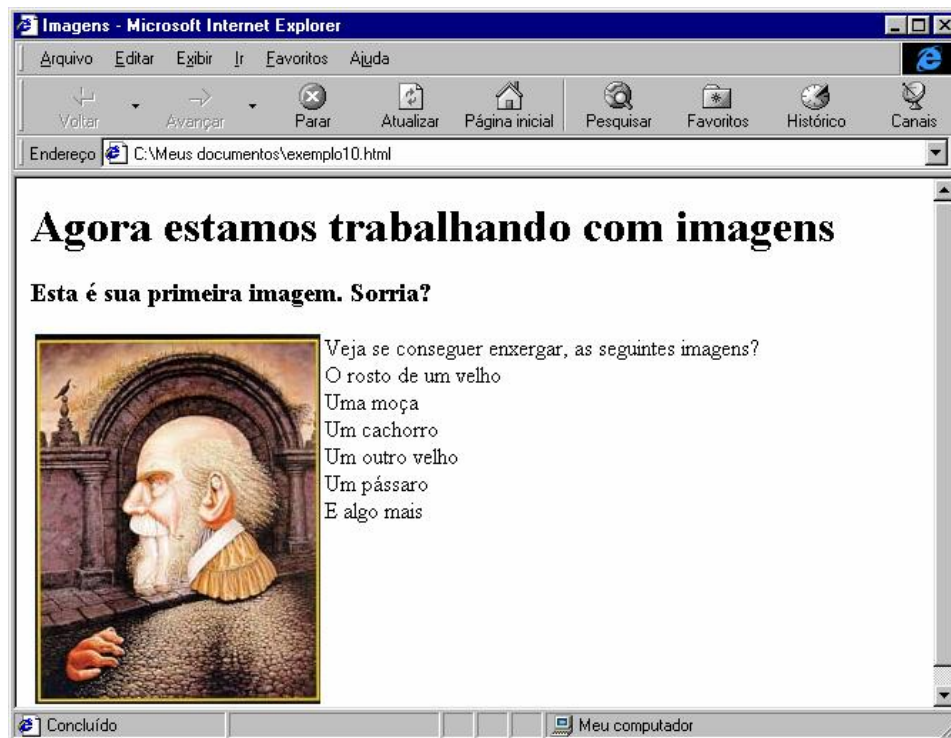 Imagens - Microsoft Internet Explorer
Arquivo Editar Exibir Ir Favoritos Ajuda
Voltar Avançar Parar Atualizar Página inicial Pesquisar Favoritos Histórico Canais
Endereço C:\Meus documentos\exemplo10.html
Agora estamos trabalhando com imagens
Esta é sua primeira imagem. Sorria?
Veja se conseguer enxergar, as seguintes imagens?
O rosto de um velho
Uma moça
Um cachorro
Um outro velho
Um pássaro
E algo mais
Concluído Meu computador